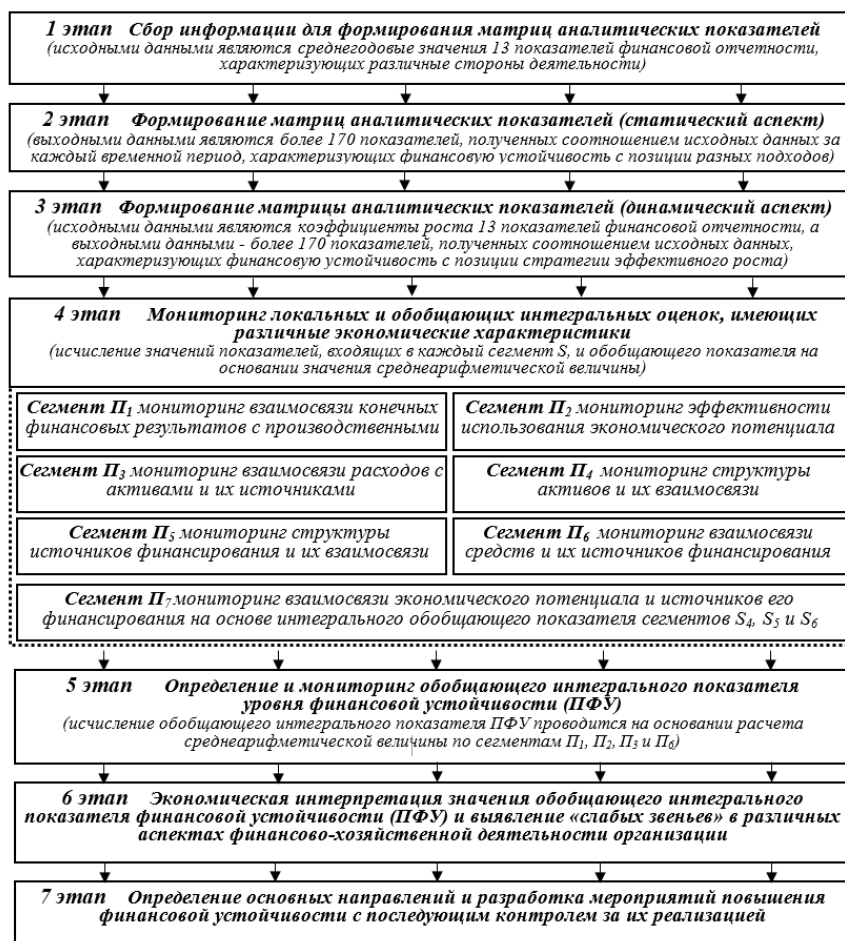 1 этап Сбор информации для формирования матриц аналитических показателей
(исходными данными являются среднегодовые значения 13 показателей финансовой отчетности,
характеризующих различные стороны деятельности)
2 этап Формирование матриц аналитических показателей (статический аспект)
(выходными данными являются более 170 показателей, полученных соотношением исходных данных за
каждый временной период, характеризующих финансовую устойчивость с позиции разных подходов)
3 этап Формирование матрицы аналитических показателей (динамический аспект)
(исходными данными являются коэффициенты роста 13 показателей финансовой отчетности, а
выходными данными - более 170 показателей, полученных соотношением исходных данных,
характеризующих финансовую устойчивость с позиции стратегии эффективного роста)
4 этап Мониторинг локальных и обобщающих интегральных оценок, имеющих
различные экономические характеристики
(исчисление значений показателей, входящих в каждый сегмент S, и обобщающего показателя на
основании значения среднеарифметической величины)
Сегмент П₁ мониторинг взаимосвязи конечных
финансовых результатов с производственными
Сегмент П₂ мониторинг эффективности
использования экономического потенциала
Сегмент П₃ мониторинг взаимосвязи расходов с
активами и их источниками
Сегмент П₄ мониторинг структуры
активов и их взаимосвязи
Сегмент П₅ мониторинг структуры
источников финансирования и их взаимосвязи
Сегмент П₆ мониторинг взаимосвязи
средств и их источников финансирования
Сегмент П₇ мониторинг взаимосвязи экономического потенциала и источников его
финансирования на основе интегрального обобщающего показателя сегментов S₄, S₅ и S₆
5 этап Определение и мониторинг обобщающего интегрального показателя
уровня финансовой устойчивости (ПФУ)
(исчисление обобщающего интегрального показателя ПФУ проводится на основании расчета
среднеарифметической величины по сегментам П₁, П₂, П₃ и П₆)
6 этап Экономическая интерпретация значения обобщающего интегрального
показателя финансовой устойчивости (ПФУ) и выявление «слабых звеньев» в различных
аспектах финансово-хозяйственной деятельности организации
7 этап Определение основных направлений и разработка мероприятий повышения
финансовой устойчивости с последующим контролем за их реализацией